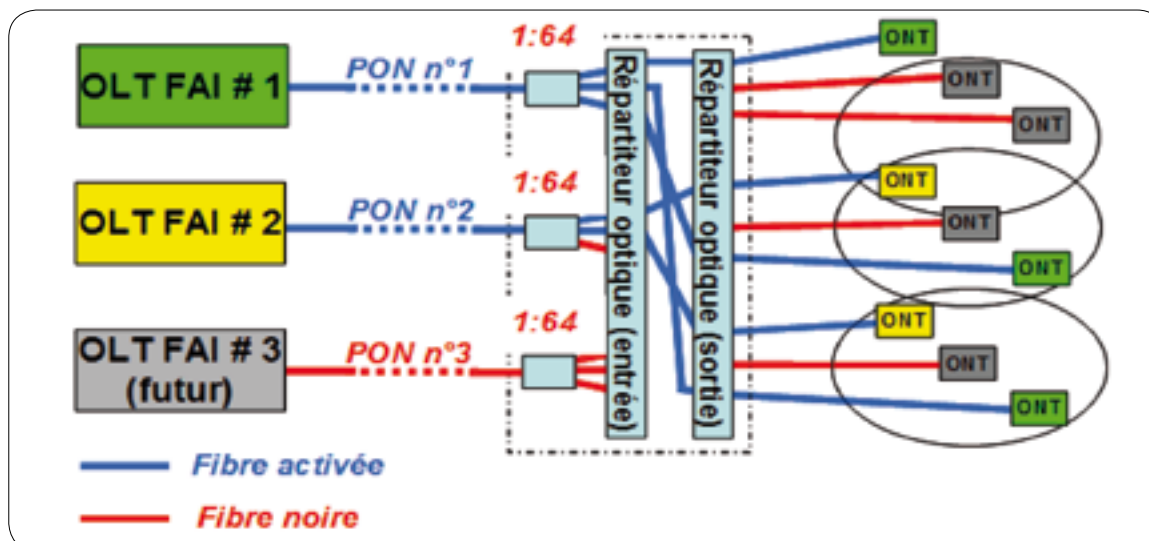 1:64
OLT FAI # 1
PON n°1
ONT
ONT
ONT
Répartiteur optique (entrée)
Répartiteur optique (sortie)
1:64
OLT FAI # 2
PON n°2
ONT
ONT
ONT
1:64
OLT FAI # 3
(futur)
PON n°3
ONT
ONT
ONT
Fibre activée
Fibre noire